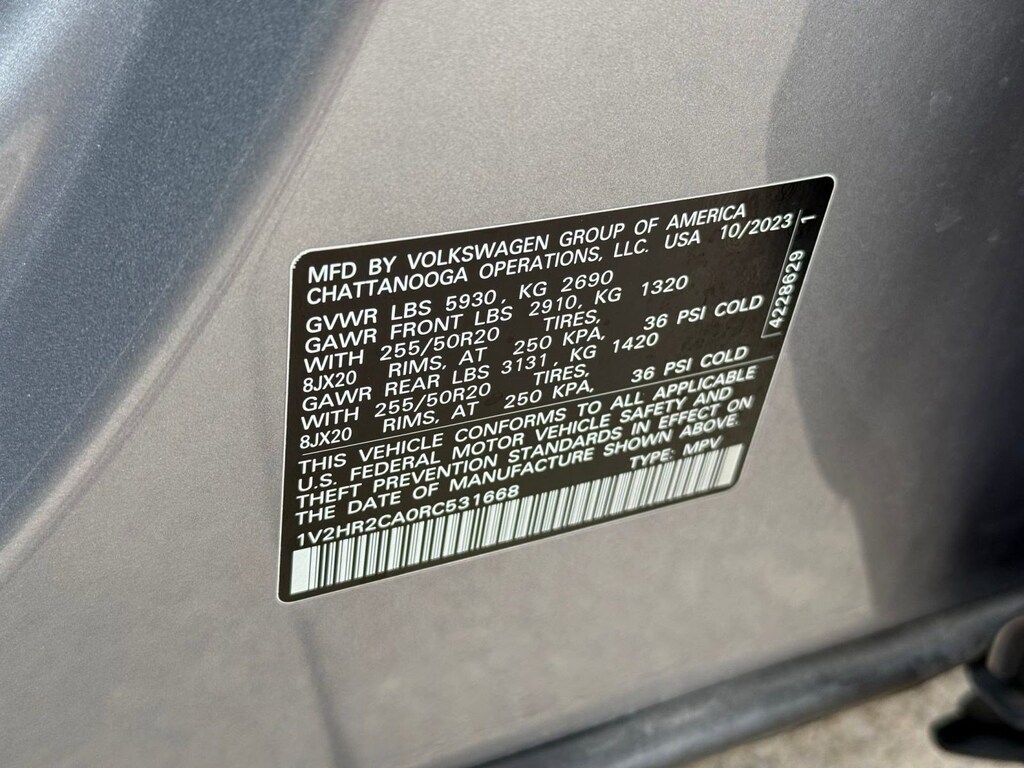 MFD BY VOLKSWAGEN GROUP OF AMERICA
CHATTANOOGA OPERATIONS, LLC. USA 10/2023
GVWR LBS 5930, KG 2690
GAWR FRONT LBS 2910, KG 1320
WITH 255/50R20 TIRES,
8JX20 RIMS, AT 250 KPA, 36 PSI COLD
GAWR REAR LBS 3131, KG 1420
WITH 255/50R20 TIRES,
8JX20 RIMS, AT 250 KPA, 36 PSI COLD
THIS VEHICLE CONFORMS TO ALL APPLICABLE
U.S. FEDERAL MOTOR VEHICLE SAFETY AND
THEFT PREVENTION STANDARDS IN EFFECT ON
THE DATE OF MANUFACTURE SHOWN ABOVE.
1V2HR2CA0RC531668 TYPE: MPV
4228629 1